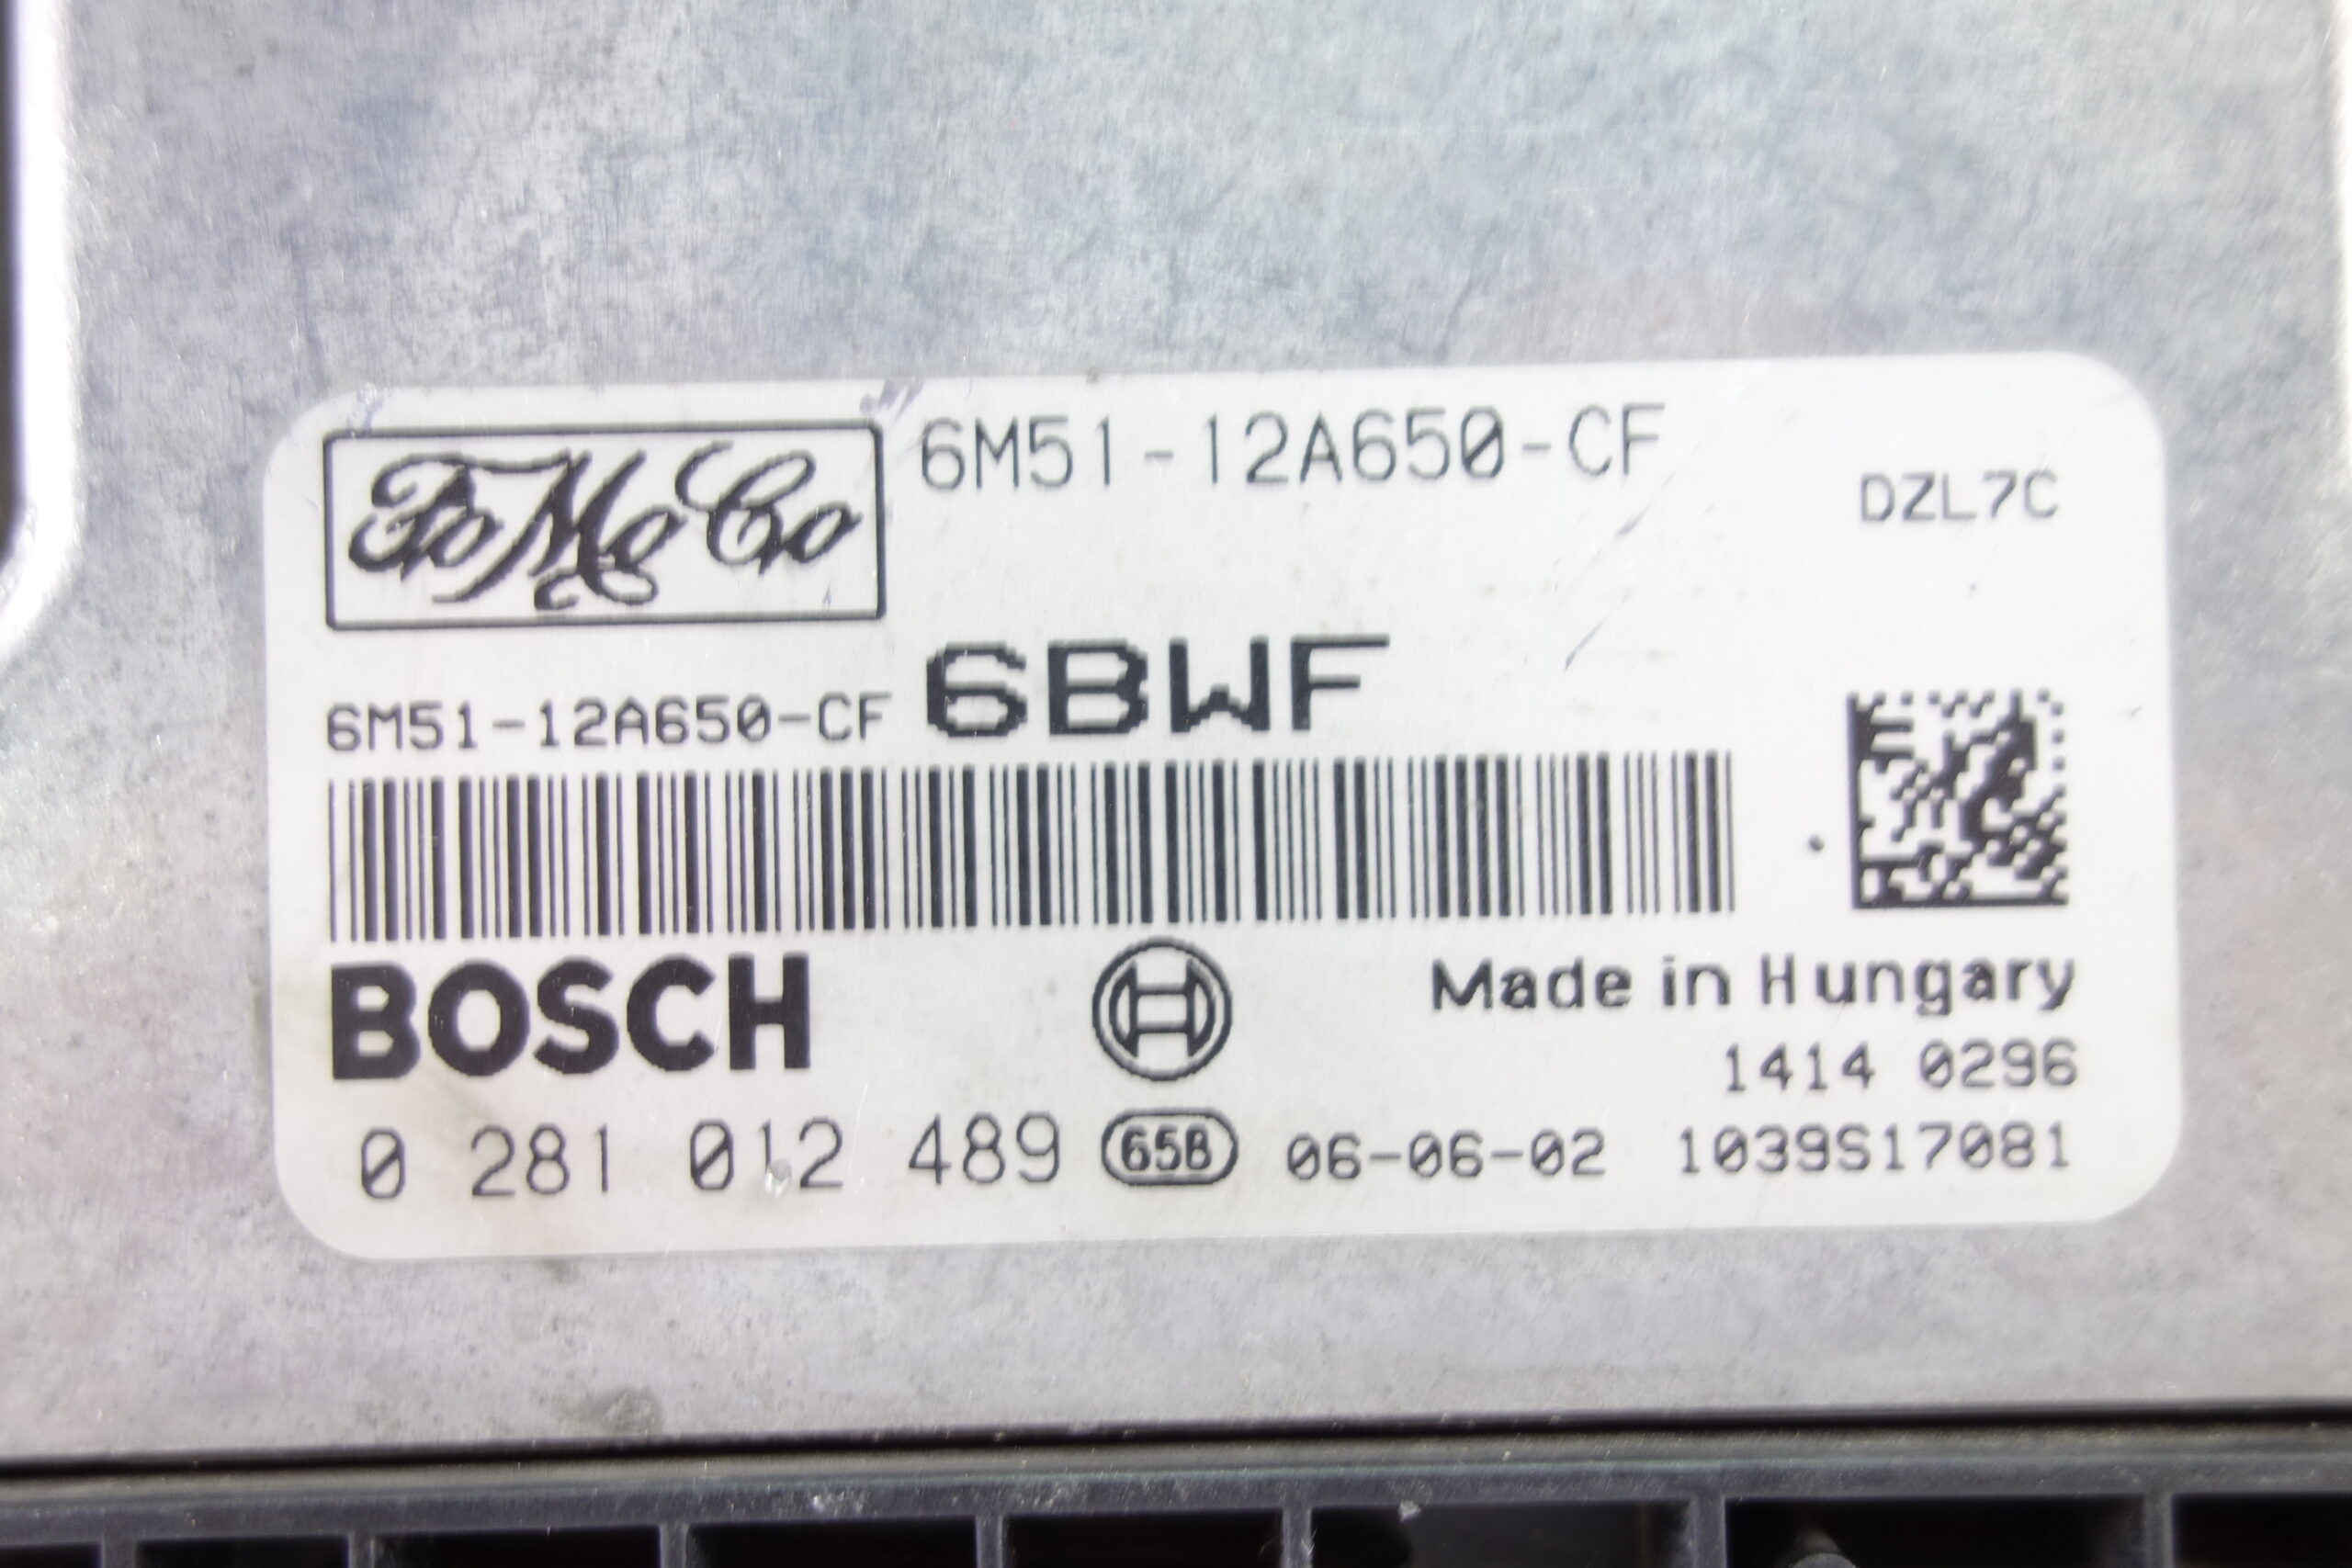 FoMoCo 6M51-12A650-CF
DZL7C
6M51-12A650-CF 6BWF
BOSCH
Made in Hungary
1414 0296
0 281 012 489 65B 06-06-02 1039S17081